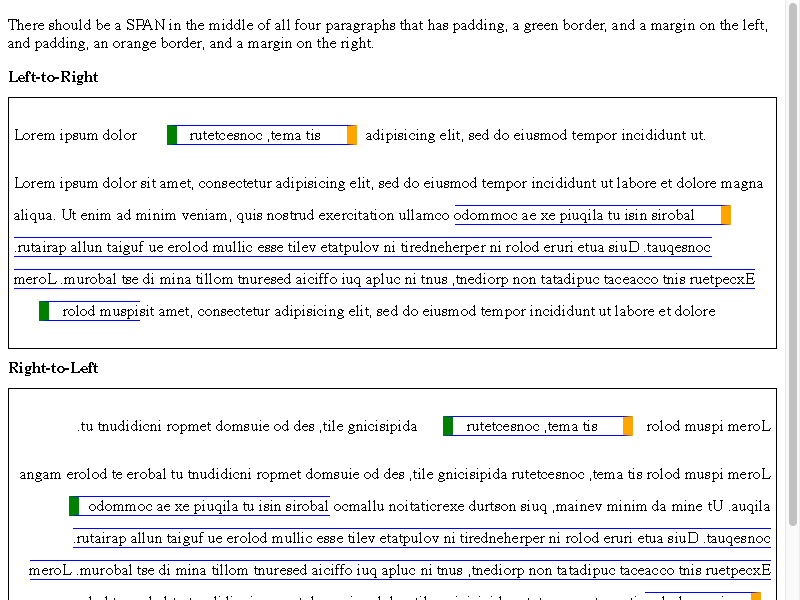 There should be a SPAN in the middle of all four paragraphs that has padding, a green border, and a margin on the left,
and padding, an orange border, and a margin on the right.
Left-to-Right
Lorem ipsum dolor rutetcesnoc ,tema tis adipisicing elit, sed do eiusmod tempor incididunt ut.
Lorem ipsum dolor sit amet, consectetur adipisicing elit, sed do eiusmod tempor incididunt ut labore et dolore magna
aliqua. Ut enim ad minim veniam, quis nostrud exercitation ullamco odommoc ae xe piuqila tu isin sirobal
.rutairap allun taiguf ue erolod mullic esse tilev etatpulov ni tiredneherper ni rolod eruri etua siuD .tauqesnoc
meroL .murobal tse di mina tillom tnuresed aiciffo iuq apluc ni tnus ,tnediorp non tatadipuc taceacco tnis ruetpecxE
rolod muspisit amet, consectetur adipisicing elit, sed do eiusmod tempor incididunt ut labore et dolore
Right-to-Left
.tu tnudidicni ropmet domsuie od des ,tile gnicisipida rutetcesnoc ,tema tis rolod muspi meroL
angam erolod te erobal tu tnudidicni ropmet domsuie od des ,tile gnicisipida rutetcesnoc ,tema tis rolod muspi meroL
odommoc ae xe piuqila tu isin sirobal ocmallu noitaticrexe durtson siuq ,mainev minim da mine tU .auqila
.rutairap allun taiguf ue erolod mullic esse tilev etatpulov ni tiredneherper ni rolod eruri etua siuD .tauqesnoc
meroL .murobal tse di mina tillom tnuresed aiciffo iuq apluc ni tnus ,tnediorp non tatadipuc taceacco tnis ruetpecxE